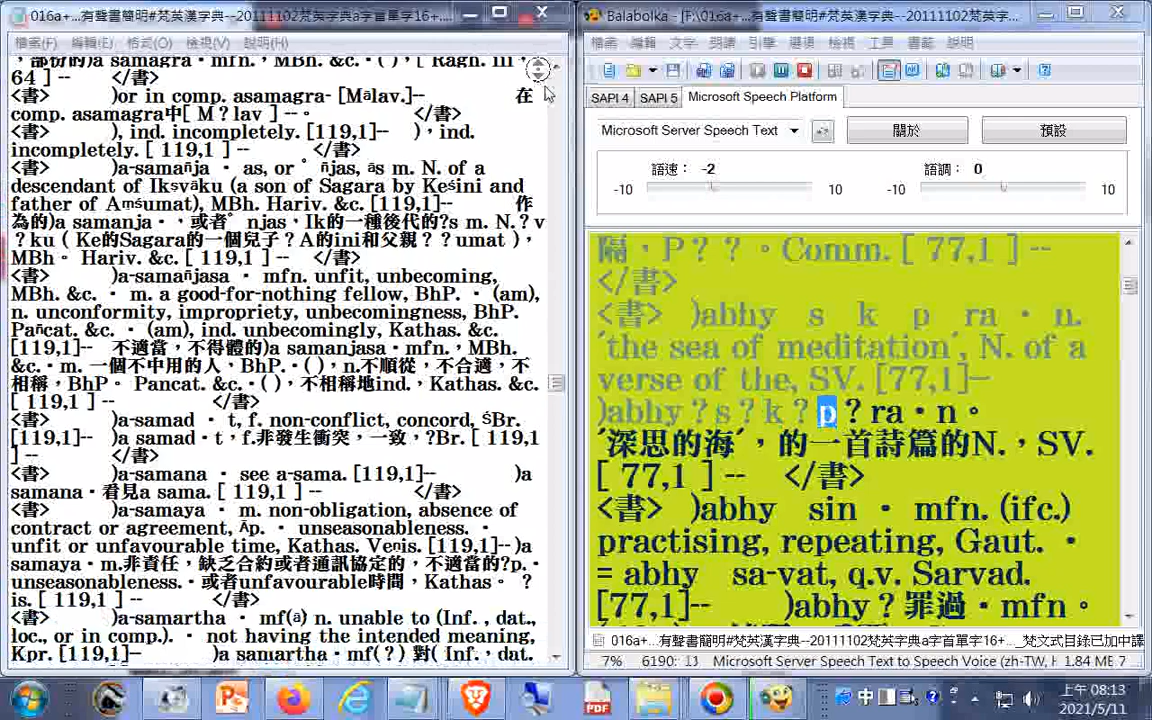 016a+...有聲書簡明#梵英漢字典--20111102梵英字典a字首單字16+...
檔案(F) 編輯(E) 格式(O) 檢視(V) 說明(H)
，部份的)a samagra‧mfn，MBh. &c.‧( )，[ Ragh. iii，
64 ] -- 〈/書〉
〈書〉 )or in comp. asamagra- [Mālav.]-- 在
comp. asamagra中[ M ? lav ] --。 〈/書〉
〈書〉 ), ind. incompletely. [119,1]-- )，ind.
incompletely. [ 119,1 ] -- 〈/書〉
〈書〉 )a-samañja ‧ as, or ˚ ñjas, ās m. N. of a
descendant of Ikṣvāku (a son of Sagara by Keśini and
father of Aṃśumat), MBh. Hariv. &c. [119,1]-- 作
為的)a samanja‧，或者˚ njas，Ik的一種後代的?s m. N. ? v
? ku ( Ke的Sagara的一個兒子？A的ini和父親？？umat )，
MBh。 Hariv. &c. [ 119,1 ] -- 〈/書〉
〈書〉 )a-samañjasa ‧ mfn. unfit, unbecoming,
MBh. &c. ‧ m. a good-for-nothing fellow, BhP. ‧ (am),
n. unconformity, impropriety, unbecomingness, BhP.
Pañcat. &c. ‧ (am), ind. unbecomingly, Kathas. &c.
[119,1]-- 不適當，不得體的)a samanjasa‧mfn.，MBh.
&c.‧m. 一個不中用的人，BhP.‧( )，n.不順從，不合適，不
相稱，BhP。 Pancat. &c.‧( )，不相稱地ind.，Kathas. &c.
[ 119,1 ] -- 〈/書〉
〈書〉 )a-samad ‧ t, f. non-conflict, concord, ŚBr.
[119,1]-- )a samad‧t，f.非發生衝突，一致，?Br. [ 119,1
] -- 〈/書〉
〈書〉 )a-samana ‧ see a-sama. [119,1]-- )a
samana‧看見a sama. [ 119,1 ] -- 〈/書〉
〈書〉 )a-samaya ‧ m. non-obligation, absence of
contract or agreement, Āp. ‧ unseasonableness. ‧
unfit or unfavourable time, Kathas. Veṇis. [119,1]-- )a
samaya‧m.非責任，缺乏合約或者通訊協定的，不適當的?p.‧
unseasonableness.‧或者unfavourable時間，Kathas。 ?
is. [ 119,1 ] -- 〈/書〉
〈書〉 )a-samartha ‧ mf(ā) n. unable to (Inf. , dat.,
loc., or in comp.). ‧ not having the intended meaning,
Kpr. [119,1]-- )a samartha‧mf( ? ) 對( Inf.，dat.
Balabolka - [F:\016a+...有聲書簡明#梵英漢字典--20111102梵英字...
檔案 編輯 文字 朗讀 引擎 選項 檢視 工具 書籤 說明
SAPI 4 SAPI 5 Microsoft Speech Platform
Microsoft Server Speech Text 關於 預設
語速： -2 語調： 0
-10 10 -10 10
隔，P？？。Comm. [ 77,1 ] --
〈/書〉
〈書〉 )abhy s k p ra ‧ n.
'the sea of meditation', N. of a
verse of the, SV. [77,1]--
)abhy ? s ? k ? p ? ra‧n。
'深思的海'，的一首詩篇的N.，SV.
[ 77,1 ] -- 〈/書〉
〈書〉 )abhy sin ‧ mfn. (ifc.)
practising, repeating, Gaut. ‧
= abhy sa-vat, q.v. Sarvad.
[77,1]-- )abhy？罪過‧mfn。
016a+...有聲書簡明#梵英漢字典--20111102梵英字典a字首單字16+..._梵文式目錄已加中譯
7% 6190: 13 Microsoft Server Speech Text to Speech Voice (zh-TW, H 1.84 ME 7
中
上午 08:13
2021/5/11